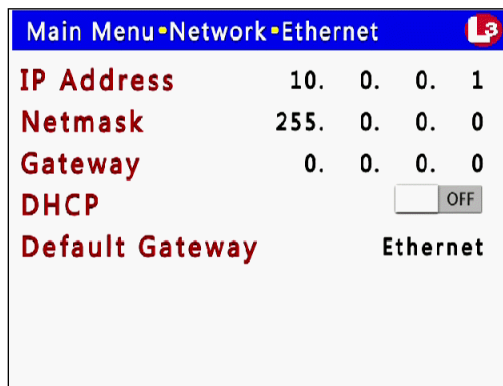 Main Menu•Network•Ethernet L3
IP Address 10. 0. 0. 1
Netmask 255. 0. 0. 0
Gateway 0. 0. 0. 0
DHCP OFF
Default Gateway Ethernet